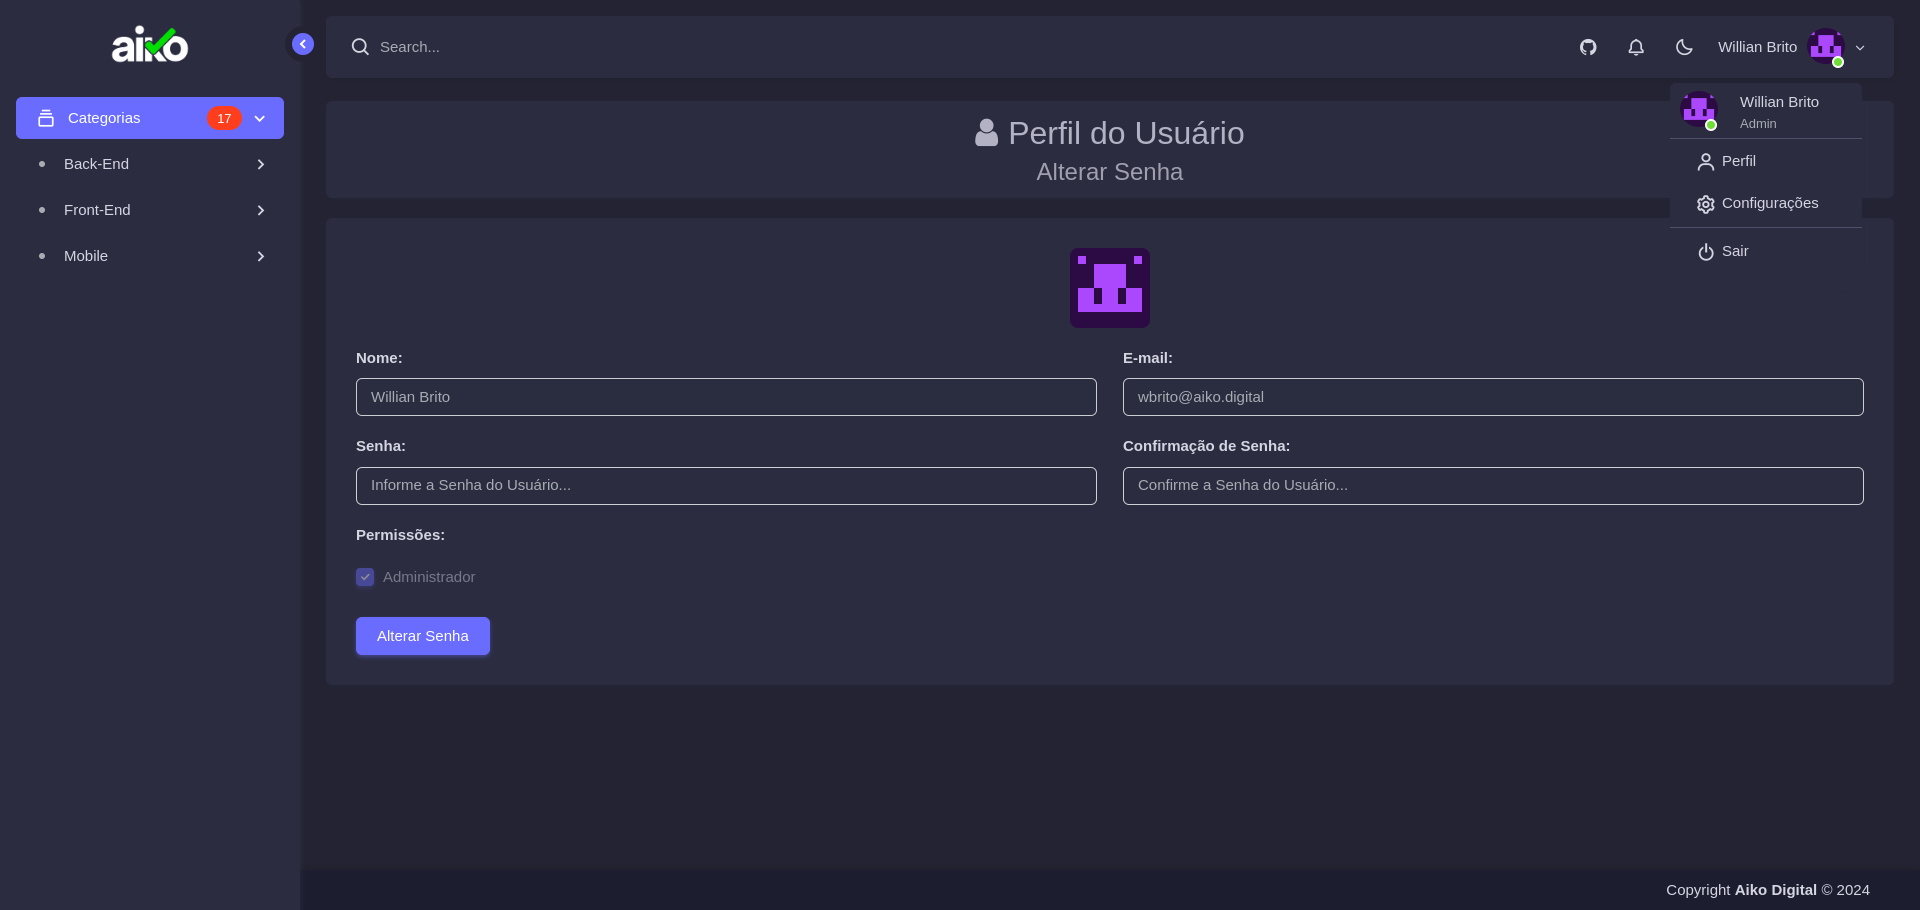 aiko
Search...
Willian Brito
Categorias 17
Back-End
Front-End
Mobile
Willian Brito
Admin
Perfil
Configurações
Sair
Perfil do Usuário
Alterar Senha
Nome:
Willian Brito
E-mail:
wbrito@aiko.digital
Senha:
Informe a Senha do Usuário...
Confirmação de Senha:
Confirme a Senha do Usuário...
Permissões:
Administrador
Alterar Senha
Copyright Aiko Digital © 2024